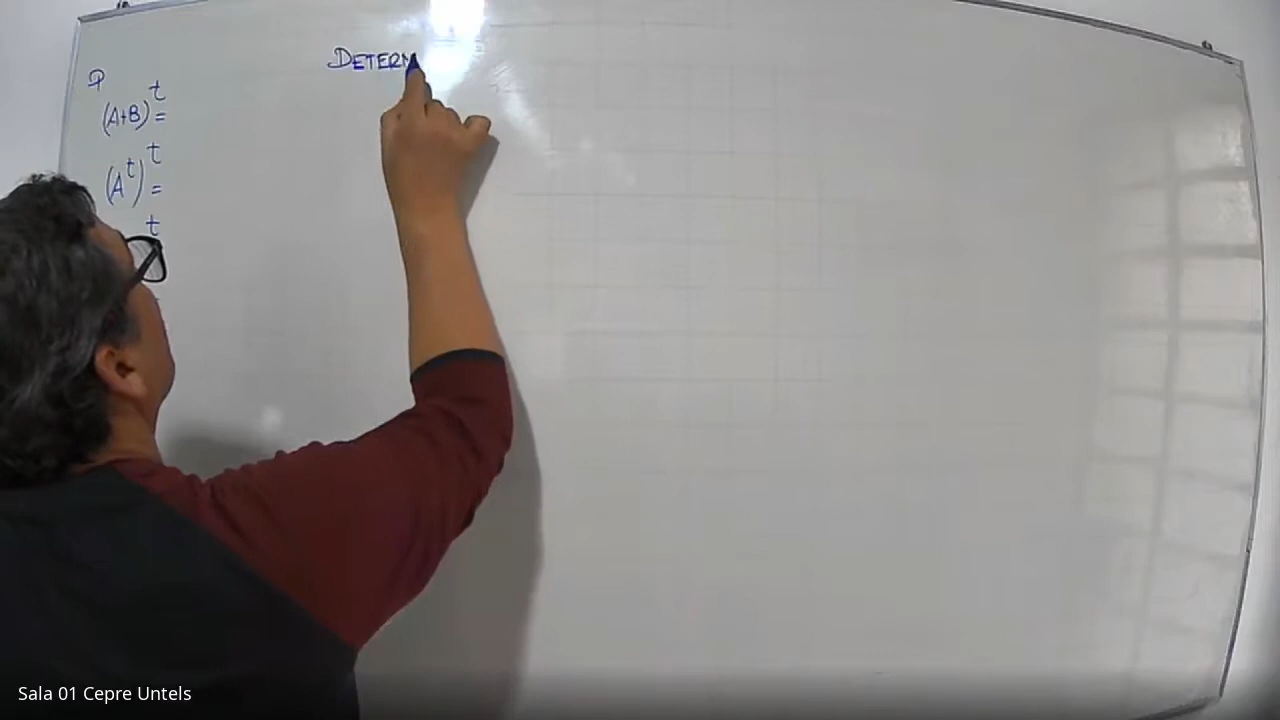 DETERM
P
(A+B)^t =
(A^t)^t =
t
Sala 01 Cepre Untels